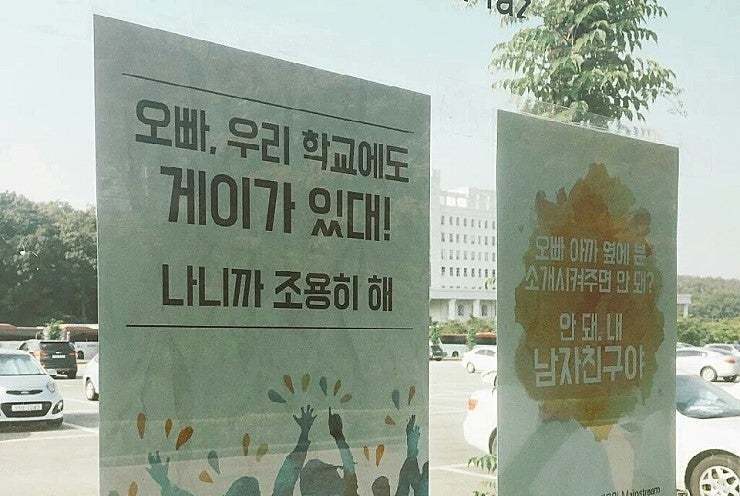 오빠, 우리 학교에도
게이가 있대!
나니까 조용히 해
오빠 아까 옆에 분
소개시켜주면 안 돼?
안 돼, 내
남자친구야
Mainstream